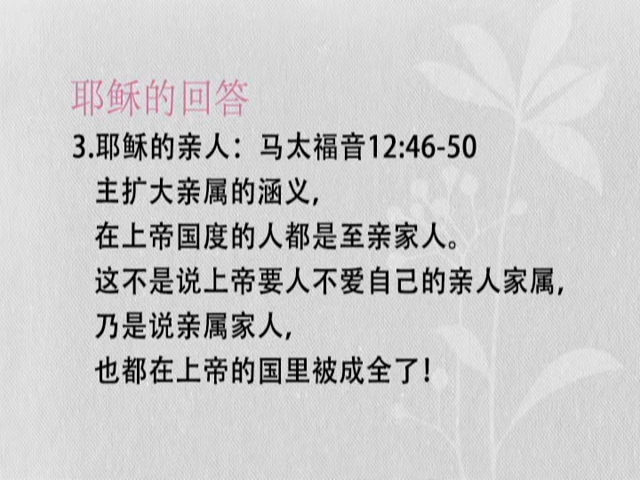 耶稣的回答
3.耶稣的亲人：马太福音12:46-50
主扩大亲属的涵义，
在上帝国度的人都是至亲家人。
这不是说上帝要人不爱自己的亲人家属，
乃是说亲属家人，
也都在上帝的国里被成全了！